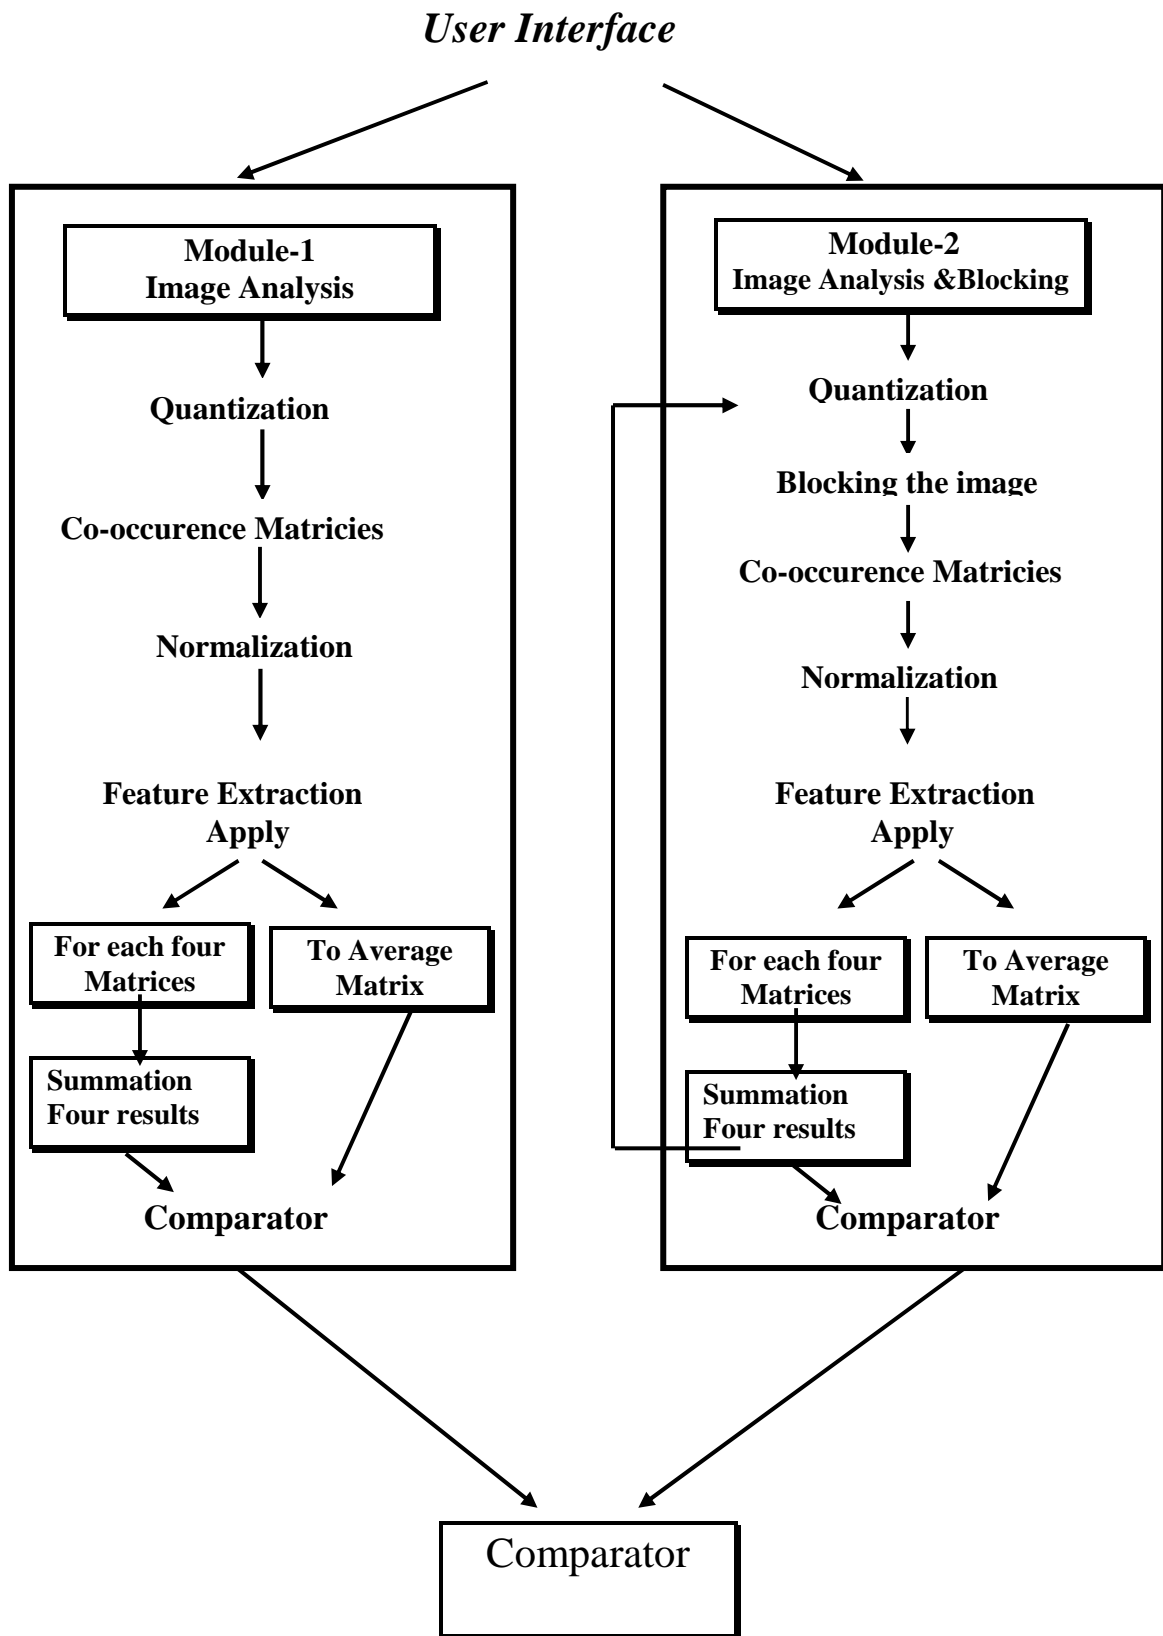 User Interface
Module-1
Image Analysis
Quantization
Co-occurence Matricies
Normalization
Feature Extraction
Apply
For each four
Matrices
To Average
Matrix
Summation
Four results
Comparator
Module-2
Image Analysis &Blocking
Quantization
Blocking the image
Co-occurence Matricies
Normalization
Feature Extraction
Apply
For each four
Matrices
To Average
Matrix
Summation
Four results
Comparator
Comparator